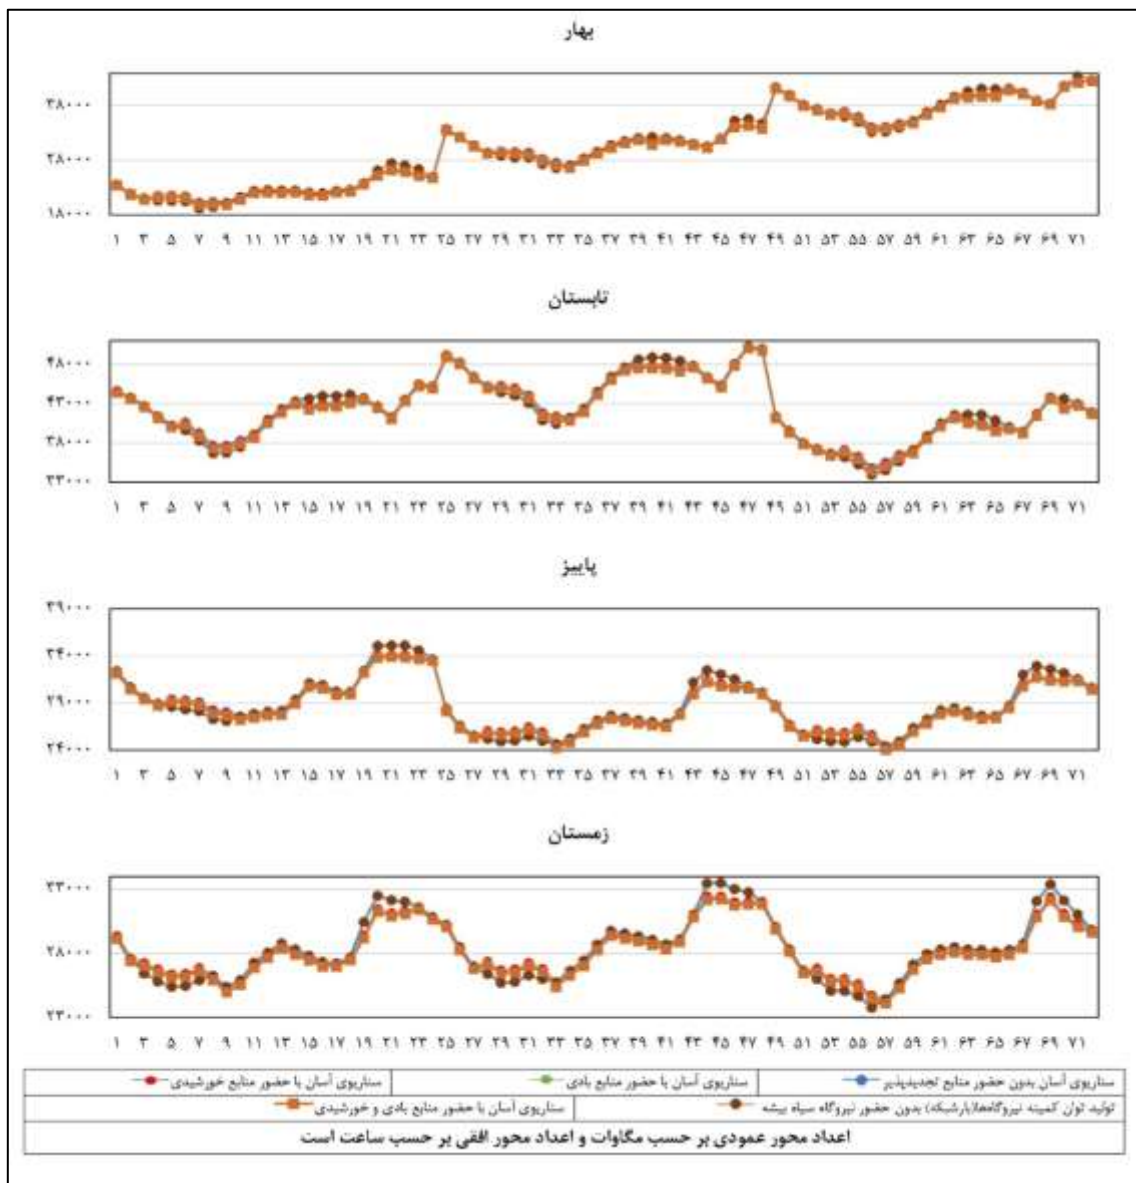 بهار
۳۸۰۰۰
۲۸۰۰۰
۱۸۰۰۰
۱ ۳ ۵ ۷ ۹ ۱۱ ۱۳ ۱۵ ۱۷ ۱۹ ۲۱ ۲۳ ۲۵ ۲۷ ۲۹ ۳۱ ۳۳ ۳۵ ۳۷ ۳۹ ۴۱ ۴۳ ۴۵ ۴۷ ۴۹ ۵۱ ۵۳ ۵۵ ۵۷ ۵۹ ۶۱ ۶۳ ۶۵ ۶۷ ۶۹ ۷۱
تابستان
۴۸۰۰۰
۴۳۰۰۰
۳۸۰۰۰
۳۳۰۰۰
۱ ۳ ۵ ۷ ۹ ۱۱ ۱۳ ۱۵ ۱۷ ۱۹ ۲۱ ۲۳ ۲۵ ۲۷ ۲۹ ۳۱ ۳۳ ۳۵ ۳۷ ۳۹ ۴۱ ۴۳ ۴۵ ۴۷ ۴۹ ۵۱ ۵۳ ۵۵ ۵۷ ۵۹ ۶۱ ۶۳ ۶۵ ۶۷ ۶۹ ۷۱
پاییز
۳۹۰۰۰
۳۴۰۰۰
۲۹۰۰۰
۲۴۰۰۰
۱ ۳ ۵ ۷ ۹ ۱۱ ۱۳ ۱۵ ۱۷ ۱۹ ۲۱ ۲۳ ۲۵ ۲۷ ۲۹ ۳۱ ۳۳ ۳۵ ۳۷ ۳۹ ۴۱ ۴۳ ۴۵ ۴۷ ۴۹ ۵۱ ۵۳ ۵۵ ۵۷ ۵۹ ۶۱ ۶۳ ۶۵ ۶۷ ۶۹ ۷۱
زمستان
۳۳۰۰۰
۲۸۰۰۰
۲۳۰۰۰
۱ ۳ ۵ ۷ ۹ ۱۱ ۱۳ ۱۵ ۱۷ ۱۹ ۲۱ ۲۳ ۲۵ ۲۷ ۲۹ ۳۱ ۳۳ ۳۵ ۳۷ ۳۹ ۴۱ ۴۳ ۴۵ ۴۷ ۴۹ ۵۱ ۵۳ ۵۵ ۵۷ ۵۹ ۶۱ ۶۳ ۶۵ ۶۷ ۶۹ ۷۱
سناریوی آسان بدون حضور منابع تجدیدپذیر سناریوی آسان با حضور منابع بادی سناریوی آسان با حضور منابع خورشیدی
تولید توان کمینه نیروگاهها(بارشبکه) بدون حضور نیروگاه سیاه بیشه سناریوی آسان با حضور منابع بادی و خورشیدی
اعداد محور عمودی بر حسب مگاوات و اعداد محور افقی بر حسب ساعت است